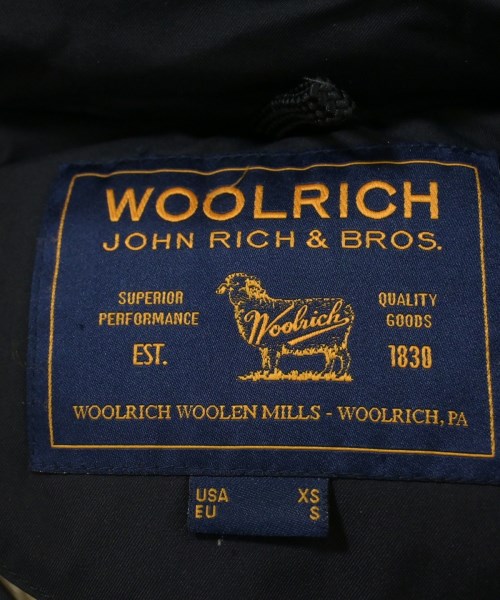 WOOLRICH
JOHN RICH & BROS.
SUPERIOR
PERFORMANCE
EST.
Woolrich
QUALITY
GOODS
1830
WOOLRICH WOOLEN MILLS - WOOLRICH, PA
USA XS
EU S